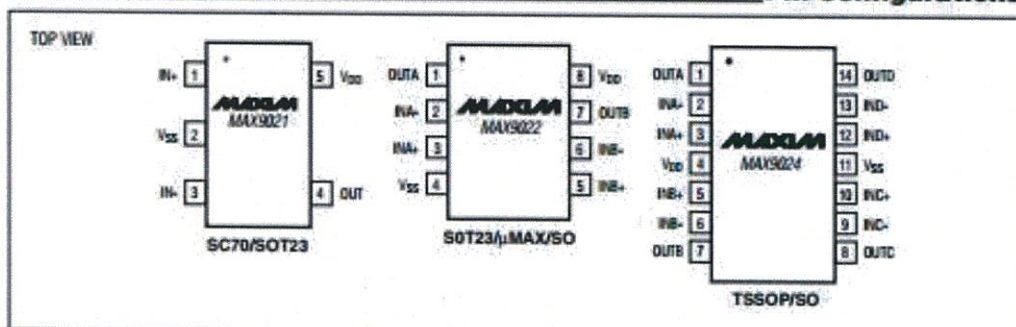 Pin Configurations
TOP VIEW
IN+ 1
5 VDD
VSS 2
IN- 3
4 OUT
MAXIM
MAX9021
SC70/SOT23
OUTA 1
8 VDD
INA- 2
7 OUTB
INA+ 3
6 INB-
VSS 4
5 INB+
MAXIM
MAX9022
SOT23/µMAX/SO
OUTA 1
14 OUTD
INA- 2
13 IND-
INA+ 3
12 IND+
VDD 4
11 VSS
INB+ 5
10 INC+
INB- 6
9 INC-
OUTB 7
8 OUTC
MAXIM
MAX9024
TSSOP/SO